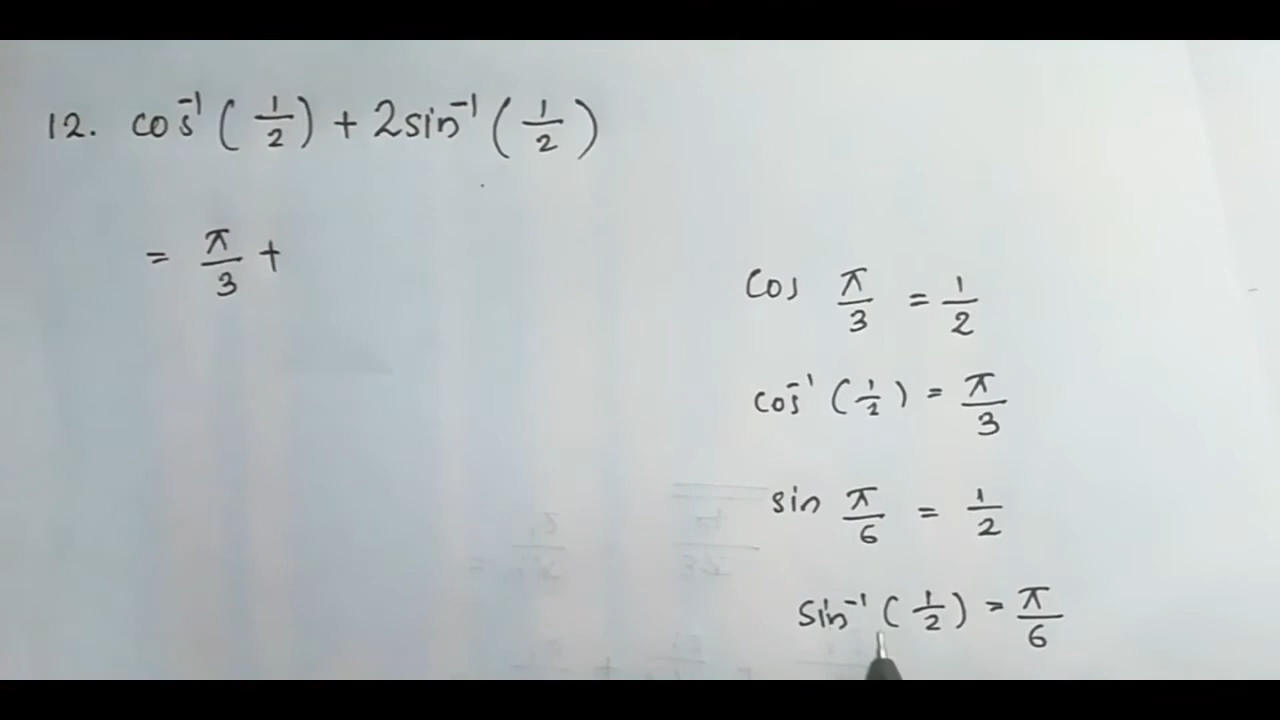 12. cos⁻¹ (1/2) + 2sin⁻¹ (1/2)
= π/3 +
cos π/3 = 1/2
cos⁻¹ (1/2) = π/3
sin π/6 = 1/2
sin⁻¹ (1/2) = π/6